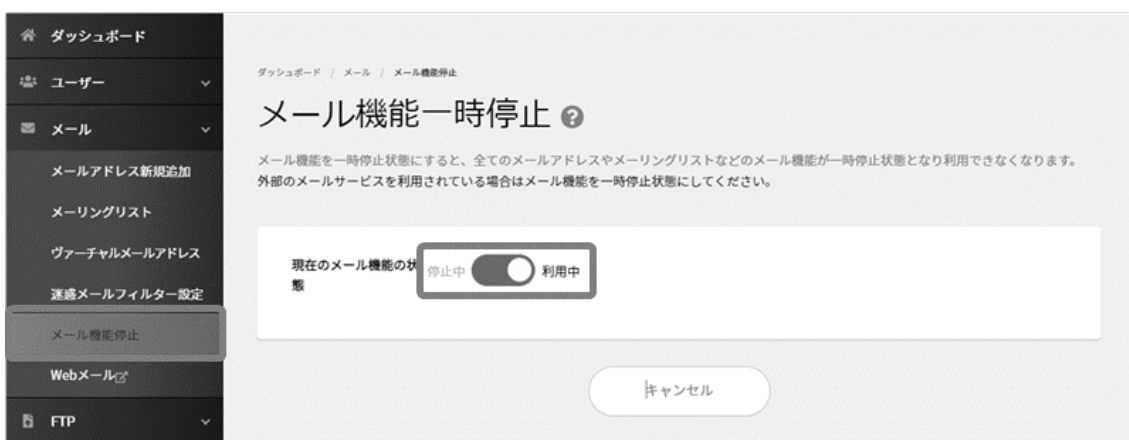 ダッシュボード
ユーザー
メール
メールアドレス新規追加
メーリングリスト
ヴァーチャルメールアドレス
迷惑メールフィルター設定
メール機能停止
Webメール
FTP
ダッシュボード / メール / メール機能停止
メール機能一時停止 ?
メール機能を一時停止状態にすると、全てのメールアドレスやメーリングリストなどのメール機能が一時停止状態となり利用できなくなります。
外部のメールサービスを利用されている場合はメール機能を一時停止状態にしてください。
現在のメール機能の状
態
停止中 利用中
キャンセル